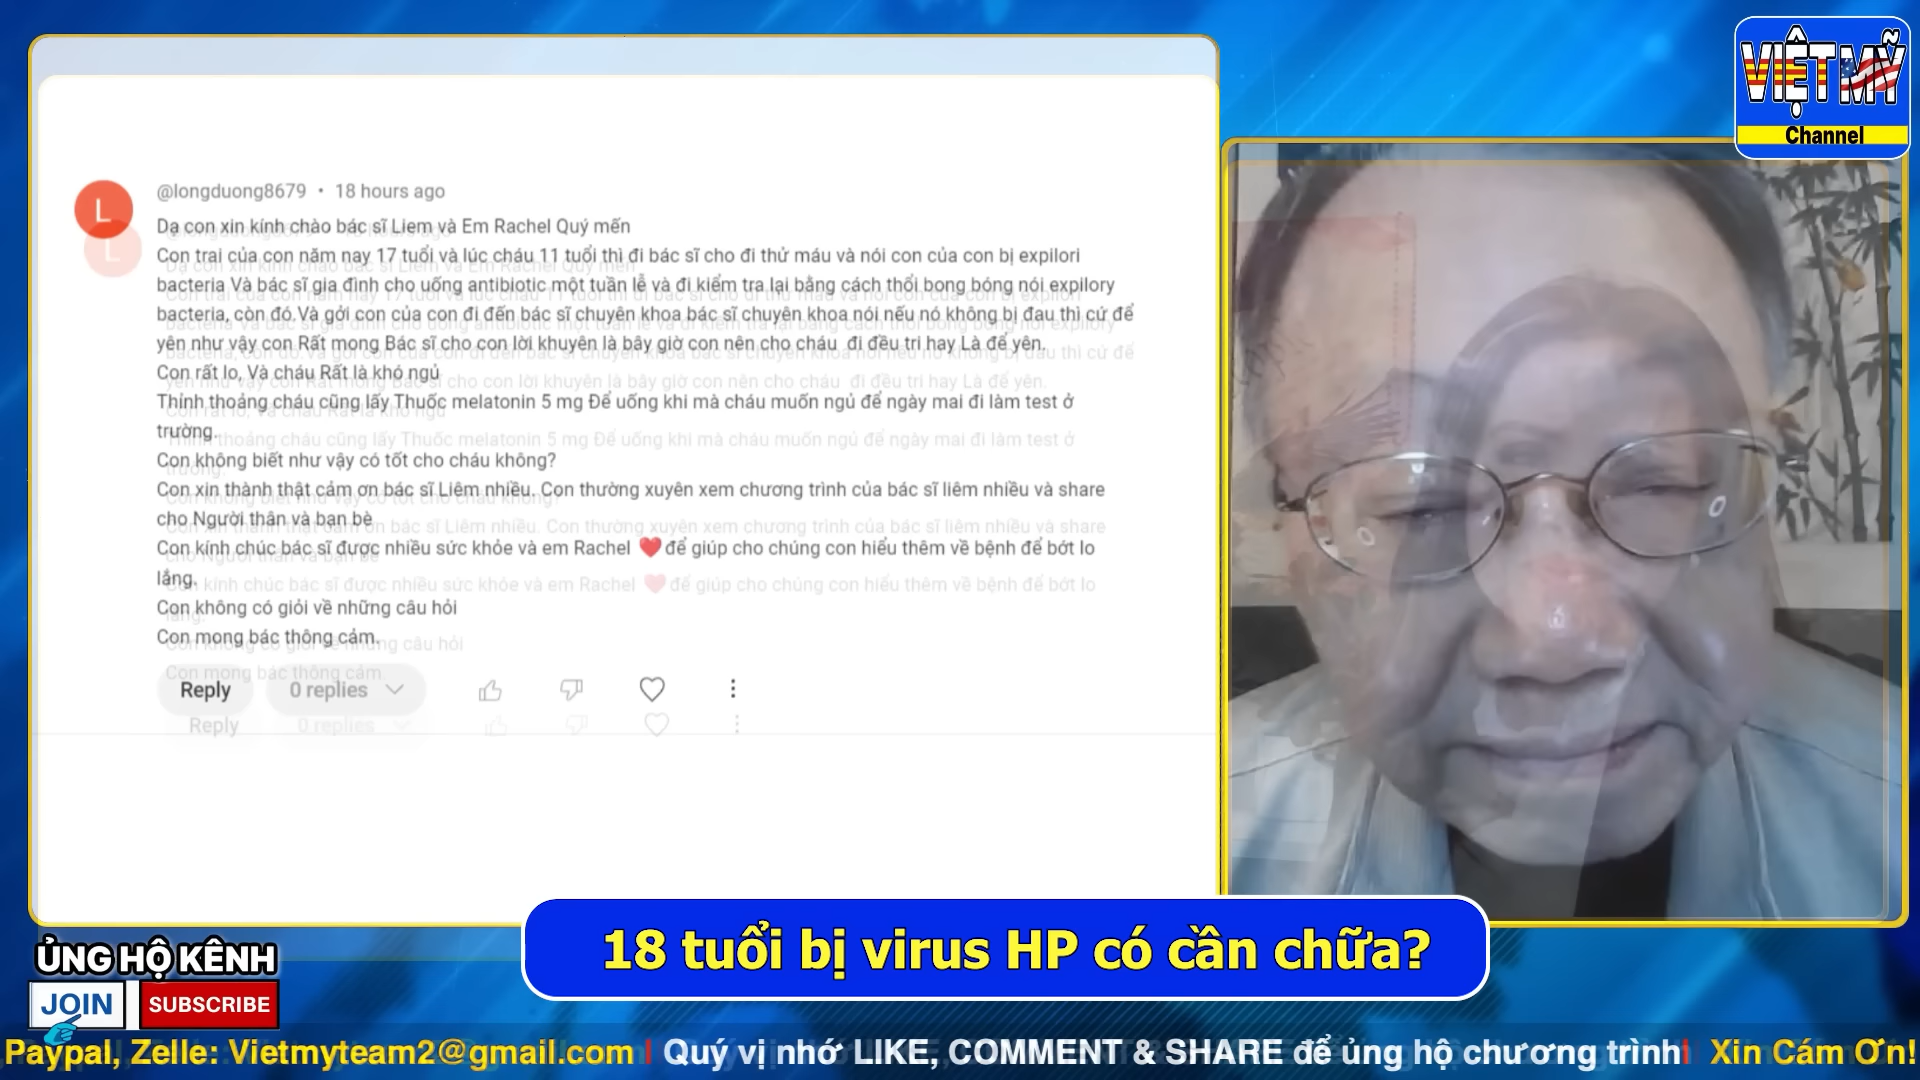 VIỆT MỸ
Channel
L
@longduong8679 • 18 hours ago
Dạ con xin kính chào bác sĩ Liem và Em Rachel Quý mến
Con trai của con năm nay 17 tuổi và lúc cháu 11 tuổi thì đi bác sĩ cho đi thử máu và nói con của con bị expilori
bacteria Và bác sĩ gia đình cho uống antibiotic một tuần lễ và đi kiểm tra lại bằng cách thổi bong bóng nói expilory
bacteria, còn đó.Và gởi con của con đi đến bác sĩ chuyên khoa bác sĩ chuyên khoa nói nếu nó không bị đau thì cứ để
yên như vậy con Rất mong Bác sĩ cho con lời khuyên là bây giờ con nên cho cháu đi đều tri hay Là để yên.
Con rất lo, Và cháu Rất là khó ngủ
Thỉnh thoảng cháu cũng lấy Thuốc melatonin 5 mg Để uống khi mà cháu muốn ngủ để ngày mai đi làm test ở
trường.
Con không biết như vậy có tốt cho cháu không?
Con xin thành thật cảm ơn bác sĩ Liêm nhiều. Con thường xuyên xem chương trình của bác sĩ liêm nhiều và share
cho Người thân và bạn bè
Con kính chúc bác sĩ được nhiều sức khỏe và em Rachel ❤️ để giúp cho chúng con hiểu thêm về bệnh để bớt lo
lắng.
Con không có giỏi về những câu hỏi
Con mong bác thông cảm.
Reply 0 replies
18 tuổi bị virus HP có cần chữa?
ỦNG HỘ KÊNH
JOIN SUBSCRIBE
Paypal, Zelle: Vietmyteam2@gmail.com | Quý vị nhớ LIKE, COMMENT & SHARE để ủng hộ chương trình| Xin Cám Ơn!